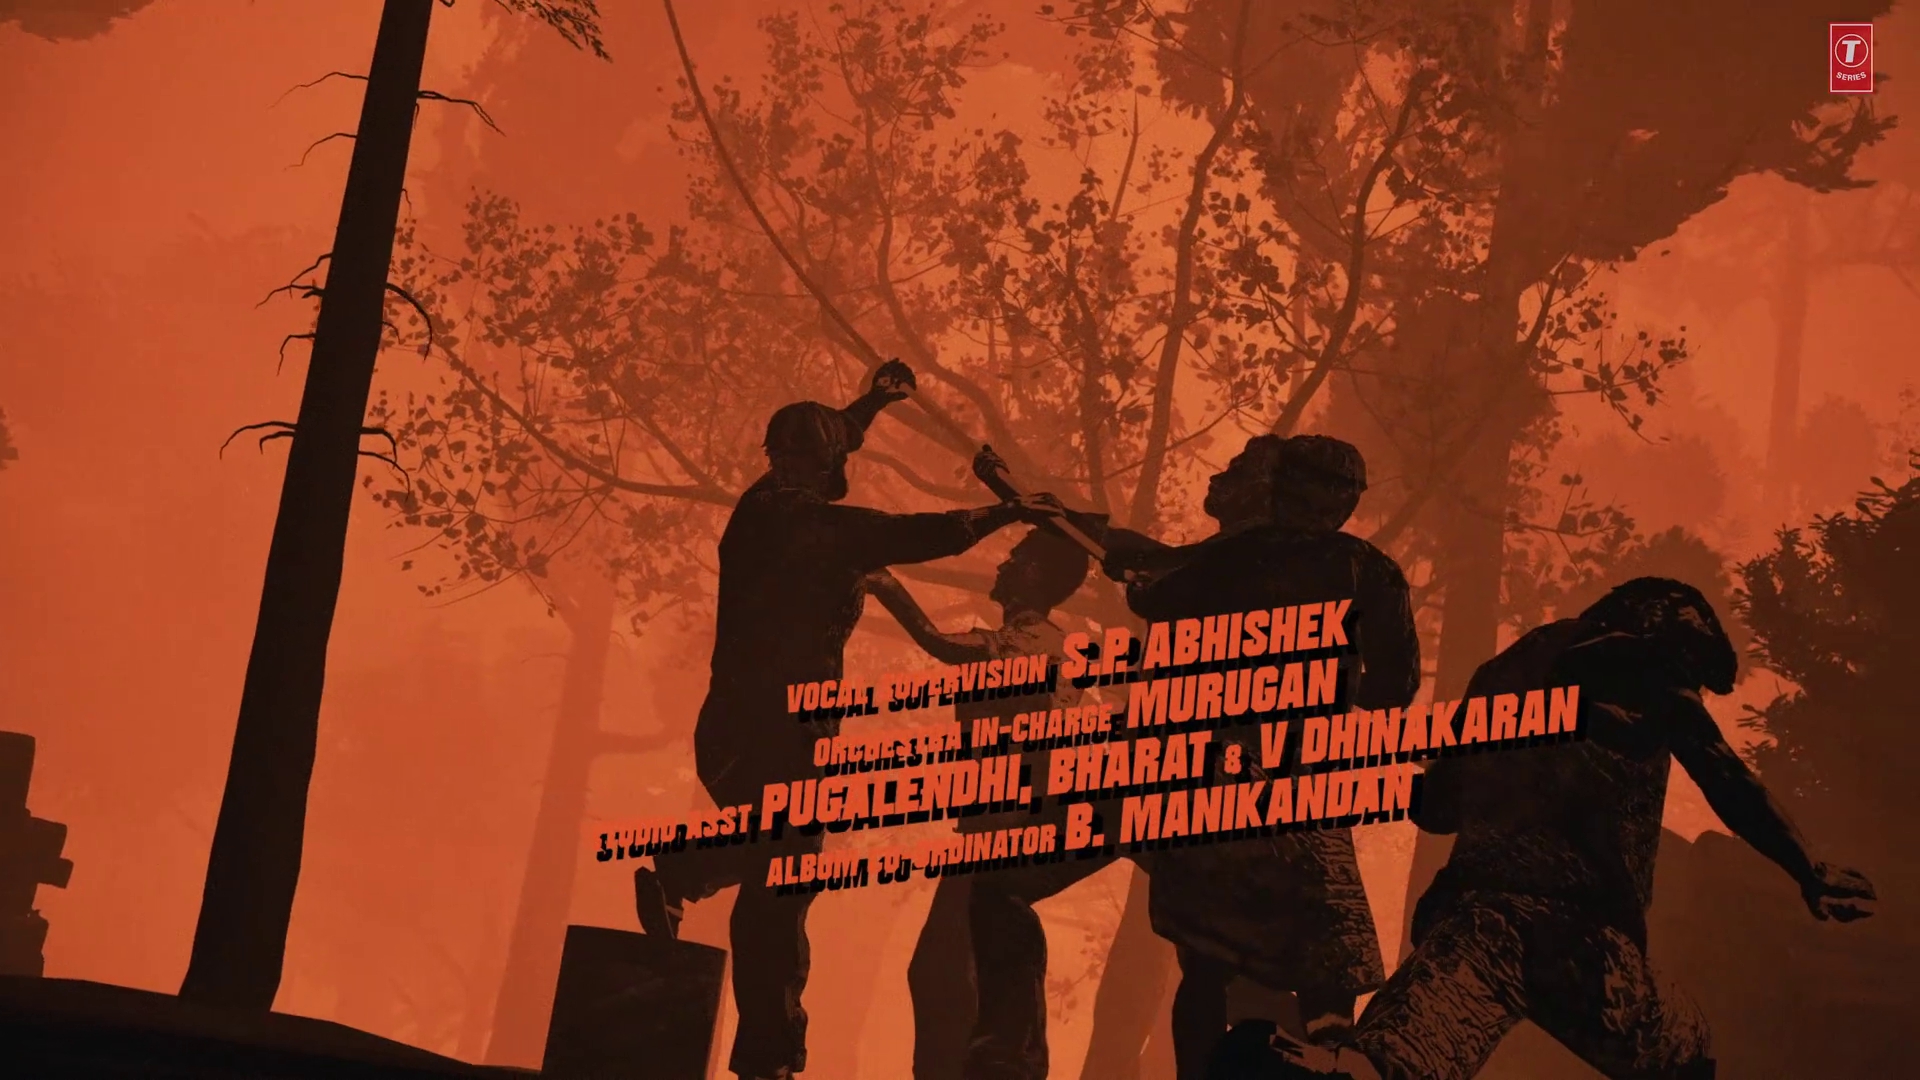 T
SERIES
VOCAL SUPERVISION S.P. ABHISHEK
ORCHESTRA IN-CHARGE MURUGAN
STUDIO ASST PUGALENDHI, BHARAT & V DHINAKARAN
ALBUM CO-ORDINATOR B. MANIKANDAN